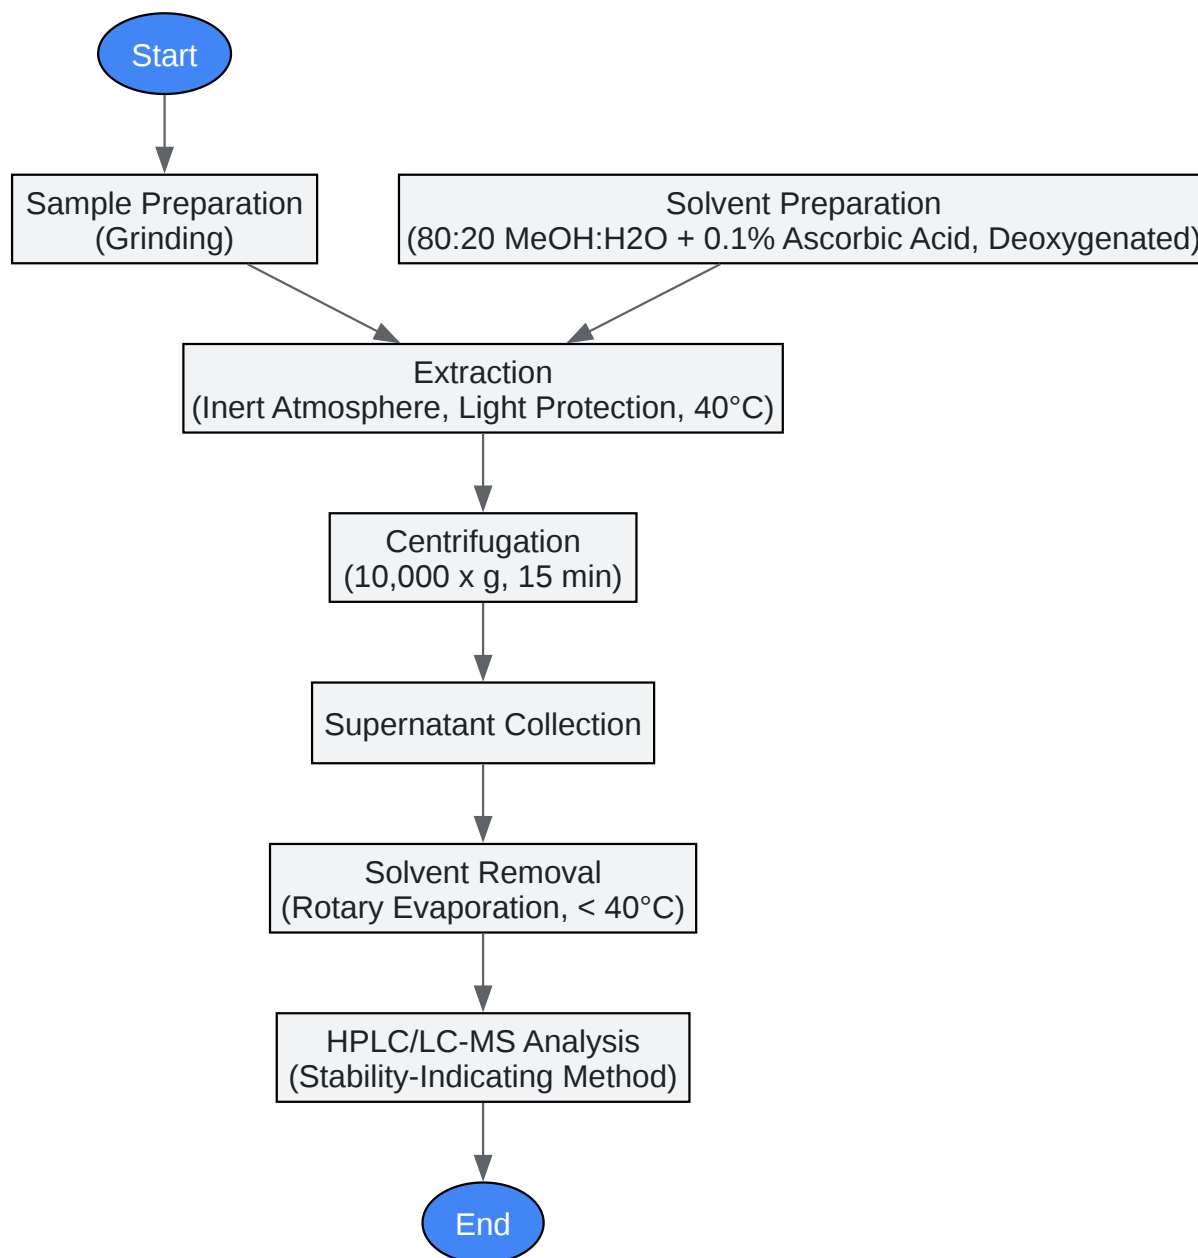 Start
Sample Preparation
(Grinding)
Solvent Preparation
(80:20 MeOH:H2O + 0.1% Ascorbic Acid, Deoxygenated)
Extraction
(Inert Atmosphere, Light Protection, 40°C)
Centrifugation
(10,000 x g, 15 min)
Supernatant Collection
Solvent Removal
(Rotary Evaporation, < 40°C)
HPLC/LC-MS Analysis
(Stability-Indicating Method)
End